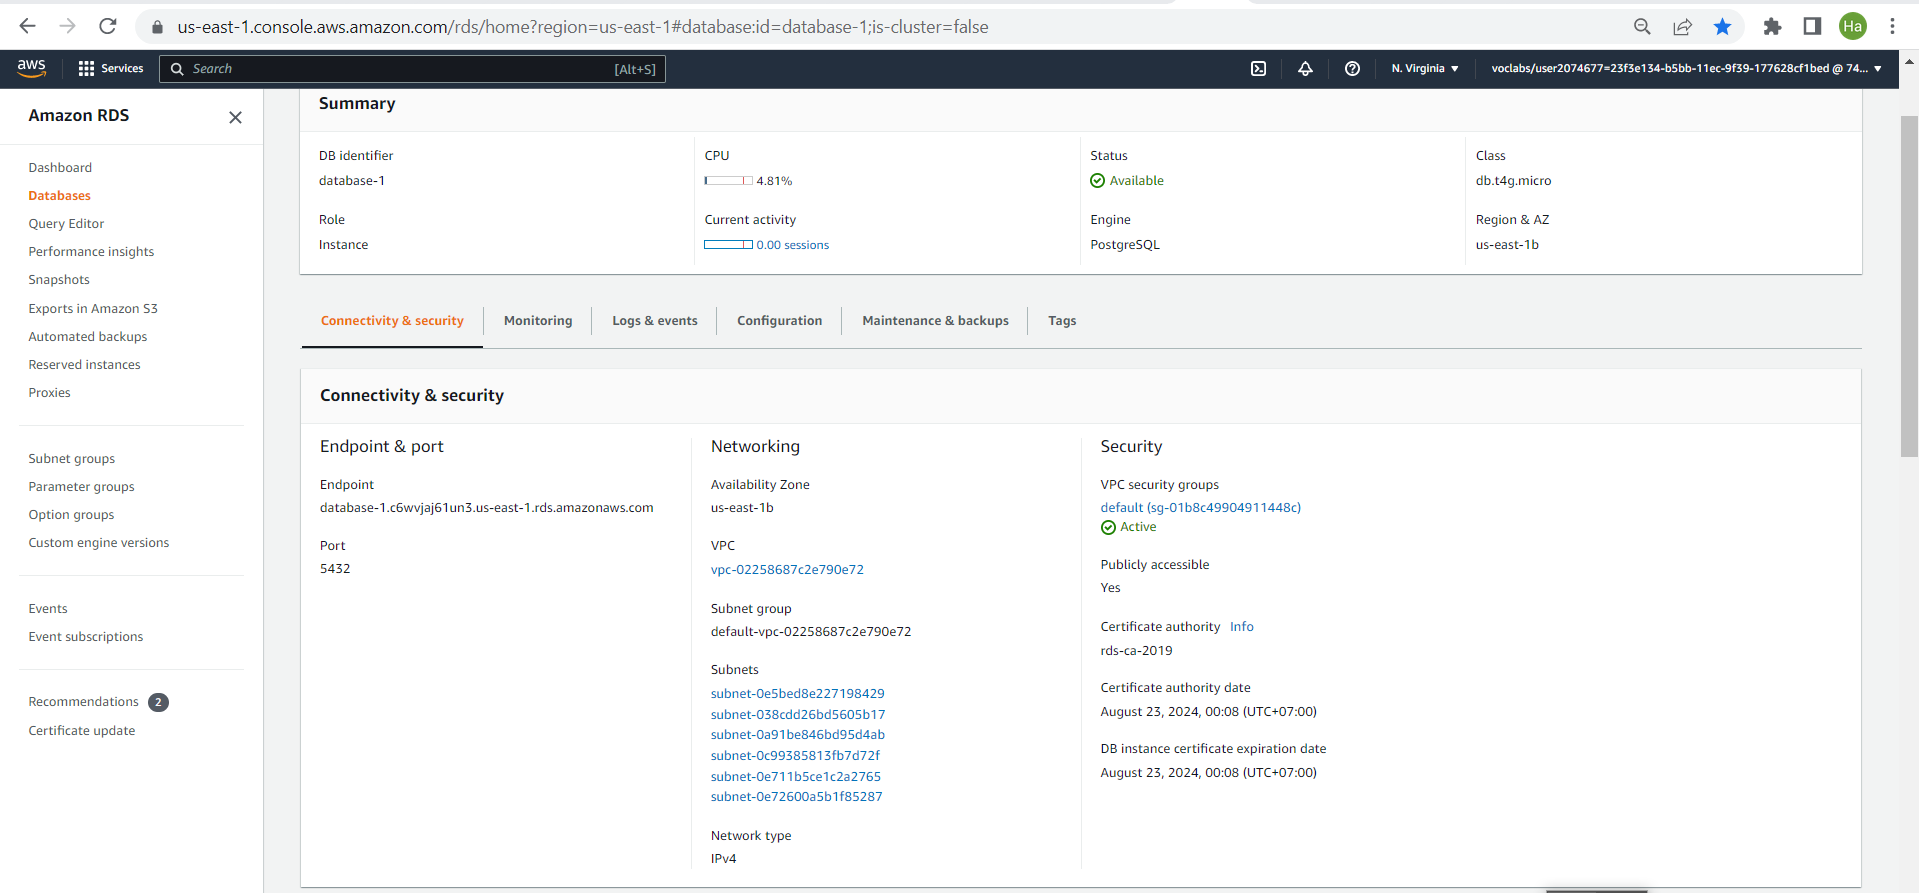 us-east-1.console.aws.amazon.com/rds/home?region=us-east-1#database:id=database-1;is-cluster=false
Ha
aws
Services
Search
[Alt+S]
N. Virginia
voclabs/user2074677=23f3e134-b5bb-11ec-9f39-177628cf1bed @ 74...
Amazon RDS
Dashboard
Databases
Query Editor
Performance insights
Snapshots
Exports in Amazon S3
Automated backups
Reserved instances
Proxies
Subnet groups
Parameter groups
Option groups
Custom engine versions
Events
Event subscriptions
Recommendations 2
Certificate update
Summary
DB identifier
database-1
Role
Instance
CPU
4.81%
Current activity
0.00 sessions
Status
Available
Engine
PostgreSQL
Class
db.t4g.micro
Region & AZ
us-east-1b
Connectivity & security
Monitoring
Logs & events
Configuration
Maintenance & backups
Tags
Connectivity & security
Endpoint & port
Endpoint
database-1.c6wvjaj61un3.us-east-1.rds.amazonaws.com
Port
5432
Networking
Availability Zone
us-east-1b
VPC
vpc-02258687c2e790e72
Subnet group
default-vpc-02258687c2e790e72
Subnets
subnet-0e5bed8e227198429
subnet-038cdd26bd5605b17
subnet-0a91be846bd95d4ab
subnet-0c99385813fb7d72f
subnet-0e711b5ce1c2a2765
subnet-0e72600a5b1f85287
Network type
IPv4
Security
VPC security groups
default (sg-01b8c49904911448c)
Active
Publicly accessible
Yes
Certificate authority Info
rds-ca-2019
Certificate authority date
August 23, 2024, 00:08 (UTC+07:00)
DB instance certificate expiration date
August 23, 2024, 00:08 (UTC+07:00)